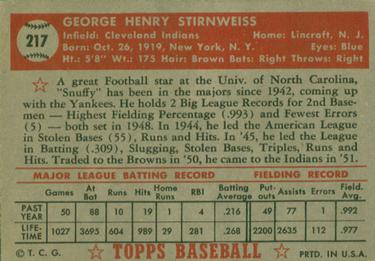 217
GEORGE HENRY STIRNWEISS
Infield: Cleveland Indians Home: Lincroft, N. J.
Born: Oct. 26, 1919, New York, N. Y. Eyes: Blue
Ht.: 5'8" Wt.: 175 Hair: Brown Bats: Right Throws: Right
A great Football star at the Univ. of North Carolina,
"Snuffy" has been in the majors since 1942, coming up
with the Yankees. He holds 2 Big League Records for 2nd Base-
men – Highest Fielding Percentage (.993) and Fewest Errors
(5) – both set in 1948. In 1944, he led the American League
in Stolen Bases (55), Runs and Hits. In '45, he led the League
in Batting (.309), Slugging, Stolen Bases, Triples, Runs and
Hits. Traded to the Browns in '50, he came to the Indians in '51.
MAJOR LEAGUE BATTING RECORD FIELDING RECORD
Games At Bat Runs Hits Home Runs RBI Batting Average Put-outs Assists Errors Field. Avg.
PAST YEAR 50 88 10 19 1 4 .216 49 77 1 .992
LIFE-TIME 1027 3695 604 989 29 281 .268 2200 2635 112 .977
© T. C. G. TOPPS BASEBALL PRTD. IN U.S.A.